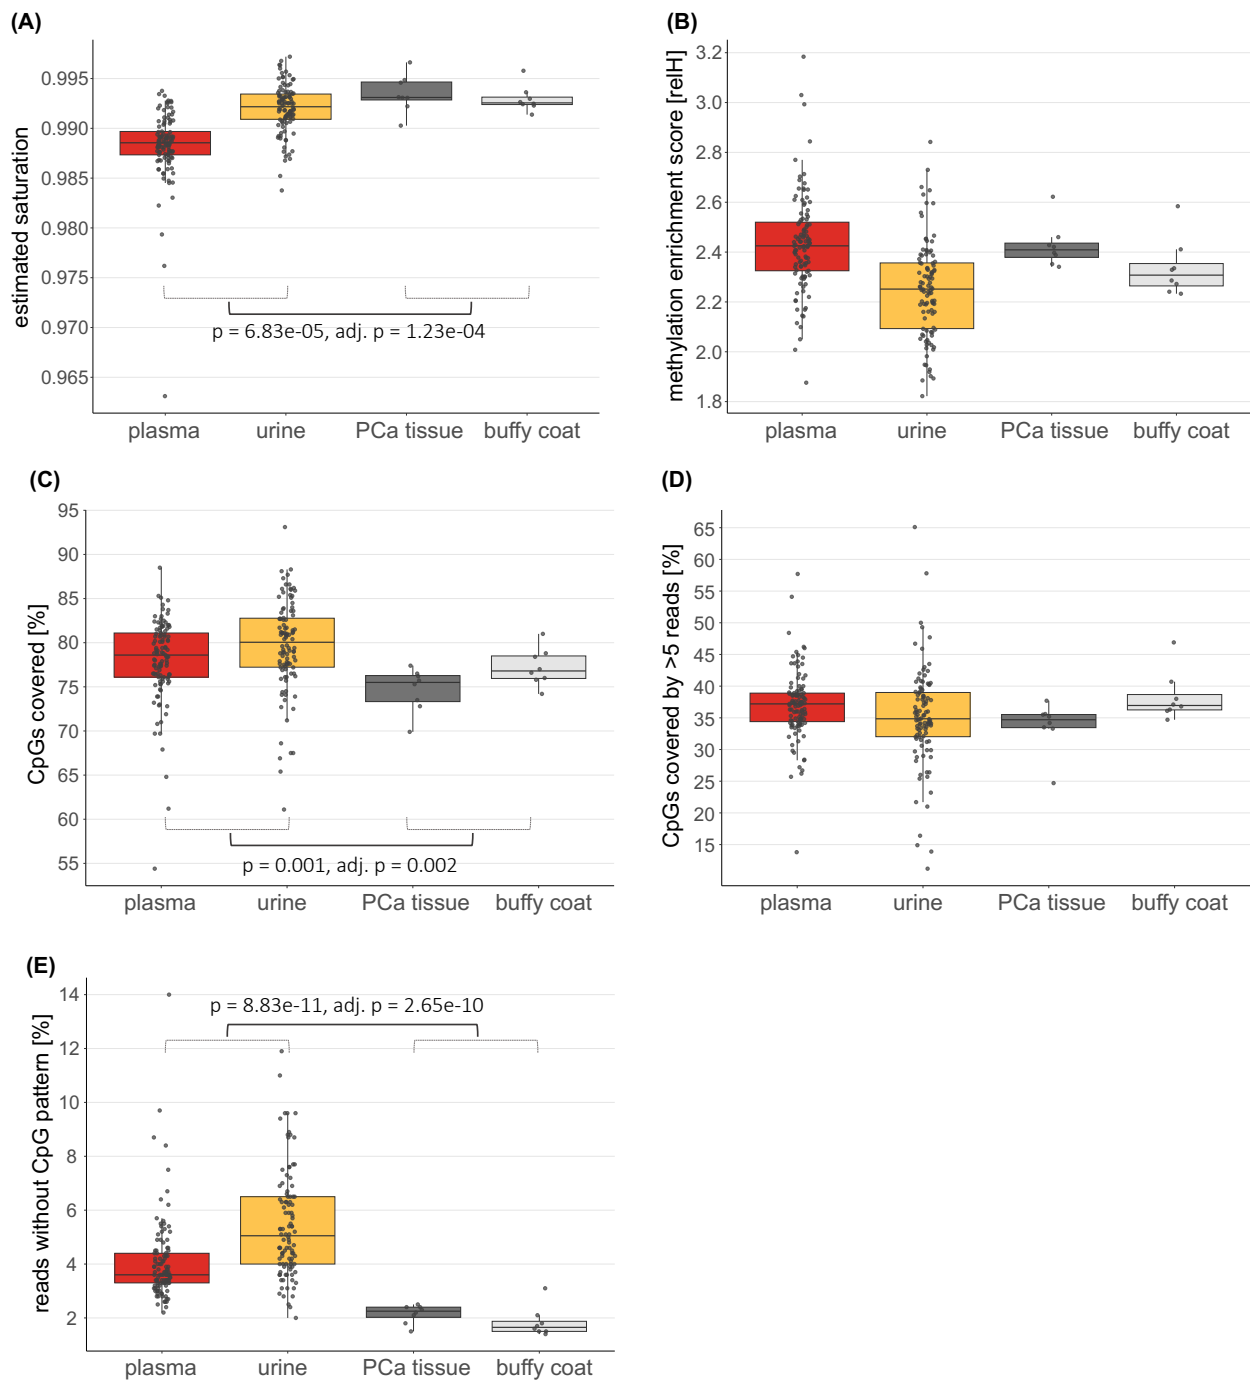 (A)
estimated saturation
0.995
0.990
0.985
0.980
0.975
0.970
0.965
p = 6.83e-05, adj. p = 1.23e-04
plasma urine PCa tissue buffy coat
(B)
methylation enrichment score [relH]
3.2
3.0
2.8
2.6
2.4
2.2
2.0
1.8
plasma urine PCa tissue buffy coat
(C)
CpGs covered [%]
95
90
85
80
75
70
65
60
55
p = 0.001, adj. p = 0.002
plasma urine PCa tissue buffy coat
(D)
CpGs covered by >5 reads [%]
65
60
55
50
45
40
35
30
25
20
15
plasma urine PCa tissue buffy coat
(E)
reads without CpG pattern [%]
14
12
10
8
6
4
2
p = 8.83e-11, adj. p = 2.65e-10
plasma urine PCa tissue buffy coat